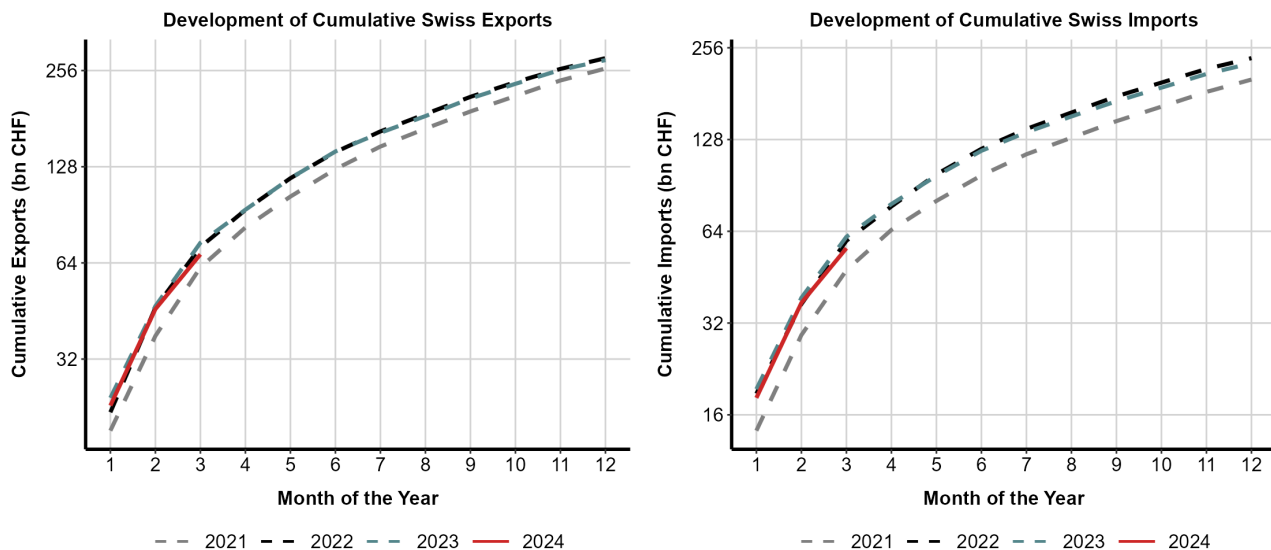 Development of Cumulative Swiss Exports
Cumulative Exports (bn CHF)
256
128
64
32
1 2 3 4 5 6 7 8 9 10 11 12
Month of the Year
2021 2022 2023 2024
Development of Cumulative Swiss Imports
Cumulative Imports (bn CHF)
256
128
64
32
16
1 2 3 4 5 6 7 8 9 10 11 12
Month of the Year
2021 2022 2023 2024